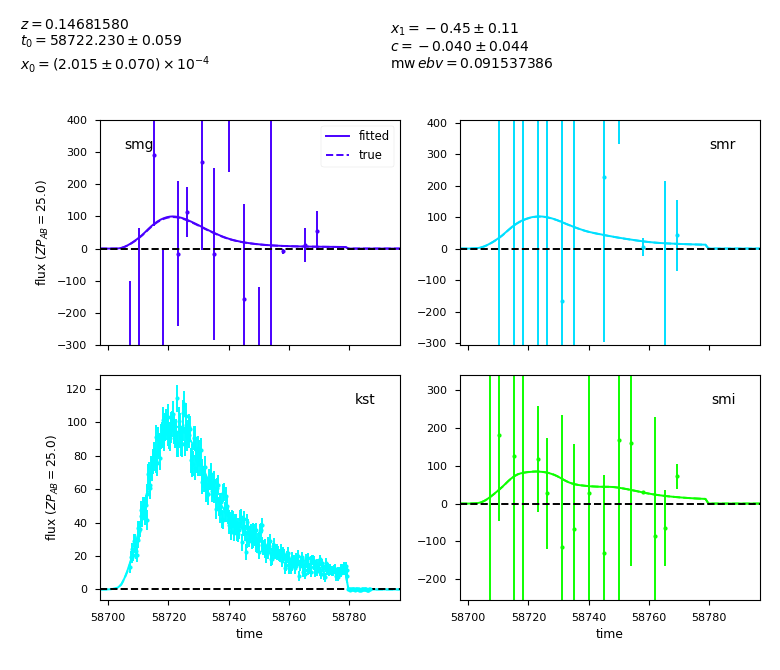 z = 0.14681580
t₀ = 58722.230 ± 0.059
x₀ = (2.015 ± 0.070) × 10⁻⁴
x₁ = −0.45 ± 0.11
c = −0.040 ± 0.044
mw ebv = 0.091537386
400
300
200
100
0
−100
−200
−300
flux (ZP_AB = 25.0)
smg
fitted
true
400
300
200
100
0
−100
−200
−300
smr
120
100
80
60
40
20
0
flux (ZP_AB = 25.0)
kst
58700
58720
58740
58760
58780
time
300
200
100
0
−100
−200
smi
58700
58720
58740
58760
58780
time